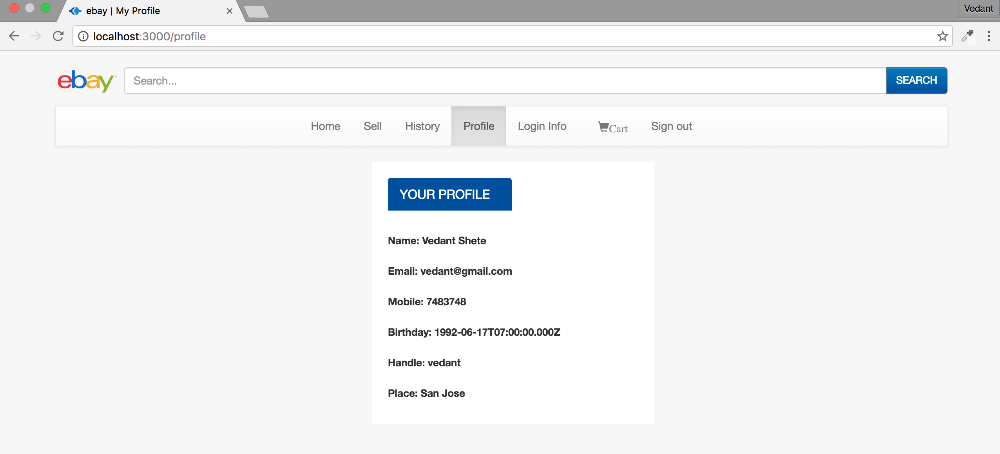 ebay | My Profile
Vedant
localhost:3000/profile
ebay™ Search... SEARCH
Home Sell History Profile Login Info Cart Sign out
YOUR PROFILE
Name: Vedant Shete
Email: vedant@gmail.com
Mobile: 7483748
Birthday: 1992-06-17T07:00:00.000Z
Handle: vedant
Place: San Jose